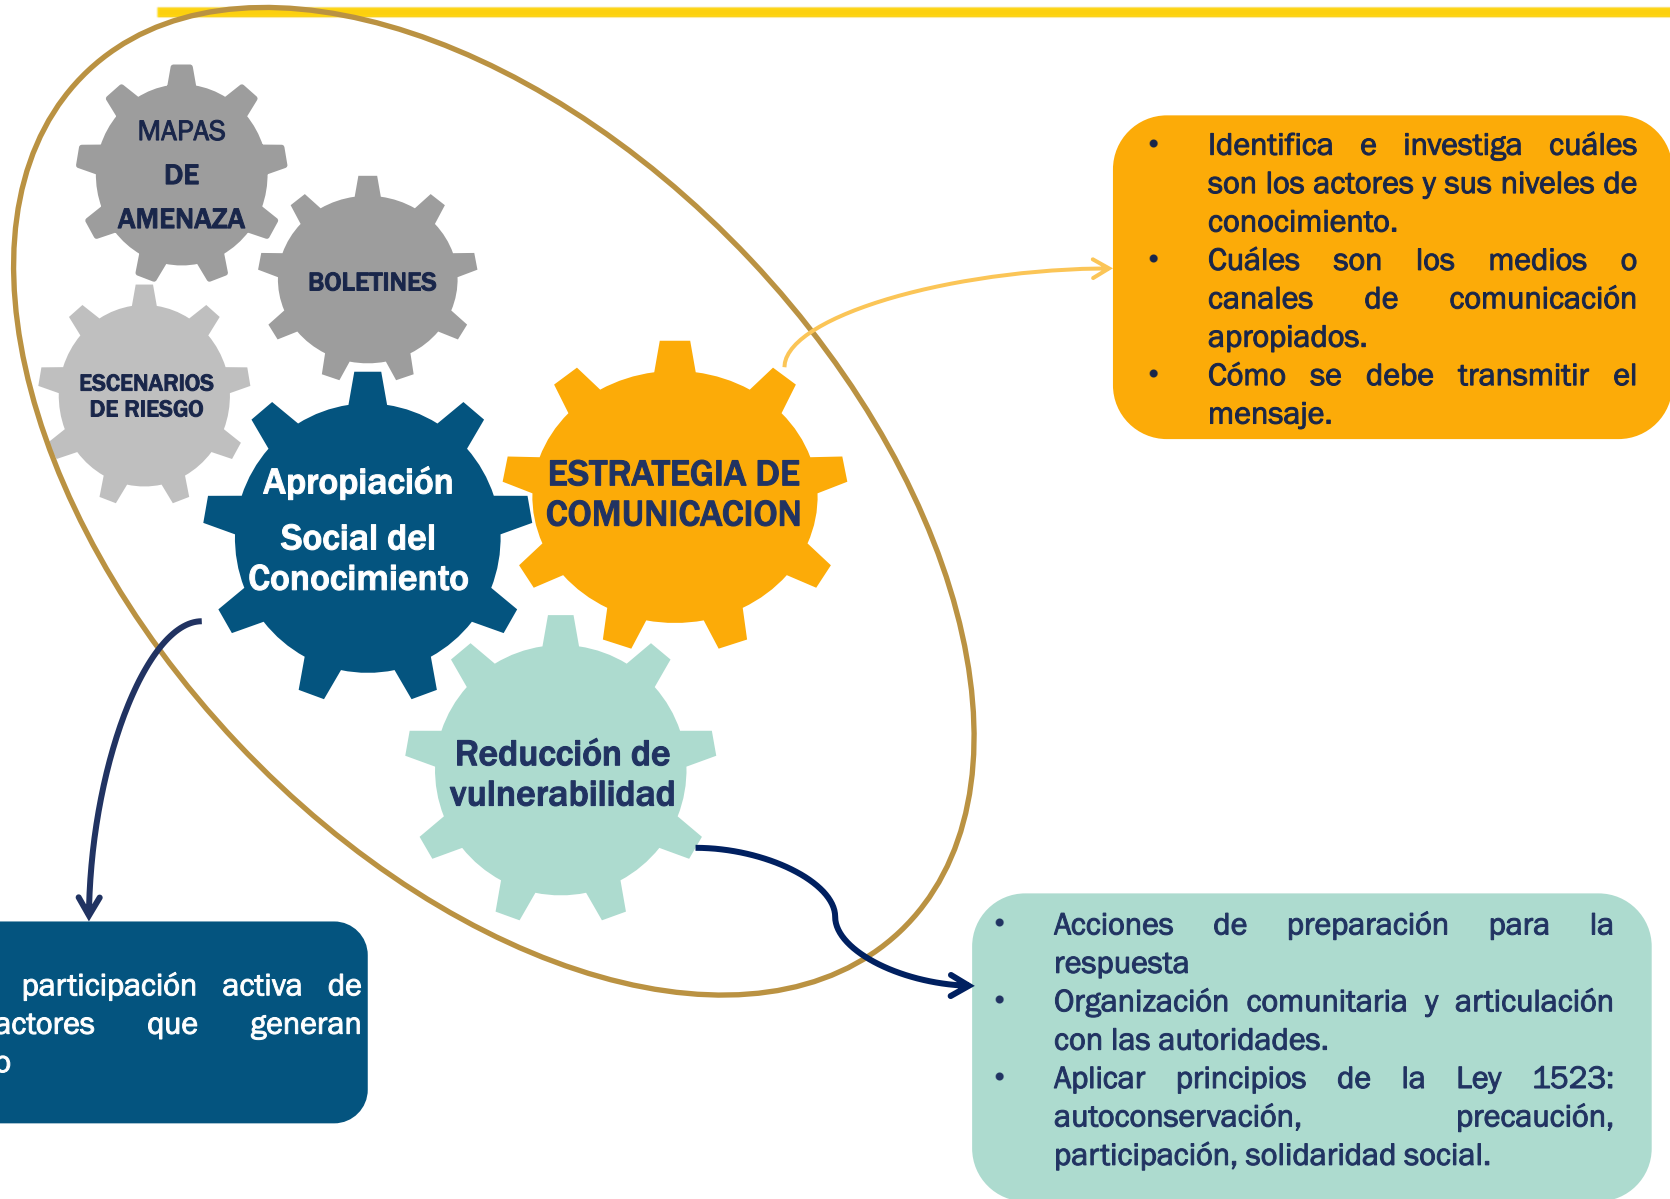 MAPAS
DE
AMENAZA
BOLETINES
ESCENARIOS
DE RIESGO
Apropiación
Social del
Conocimiento
ESTRATEGIA DE
COMUNICACION
Reducción de
vulnerabilidad
• Identifica e investiga cuáles
son los actores y sus niveles de
conocimiento.
• Cuáles son los medios o
canales de comunicación
apropiados.
• Cómo se debe transmitir el
mensaje.
participación activa de
actores que generan
o
• Acciones de preparación para la
respuesta
• Organización comunitaria y articulación
con las autoridades.
• Aplicar principios de la Ley 1523:
autoconservación, precaución,
participación, solidaridad social.